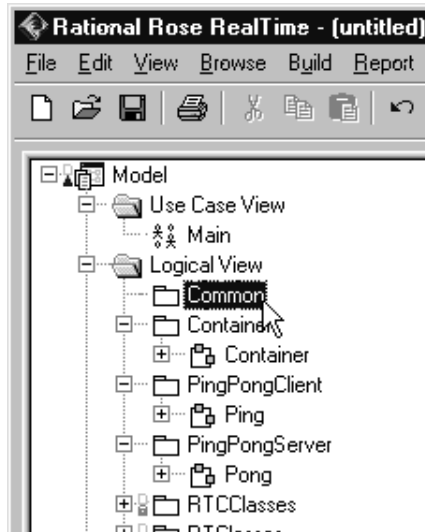 Rational Rose RealTime - (untitled)
File Edit View Browse Build Report
Model
Use Case View
Main
Logical View
Common
Container
Container
PingPongClient
Ping
PingPongServer
Pong
RTCClasses
RTClasses